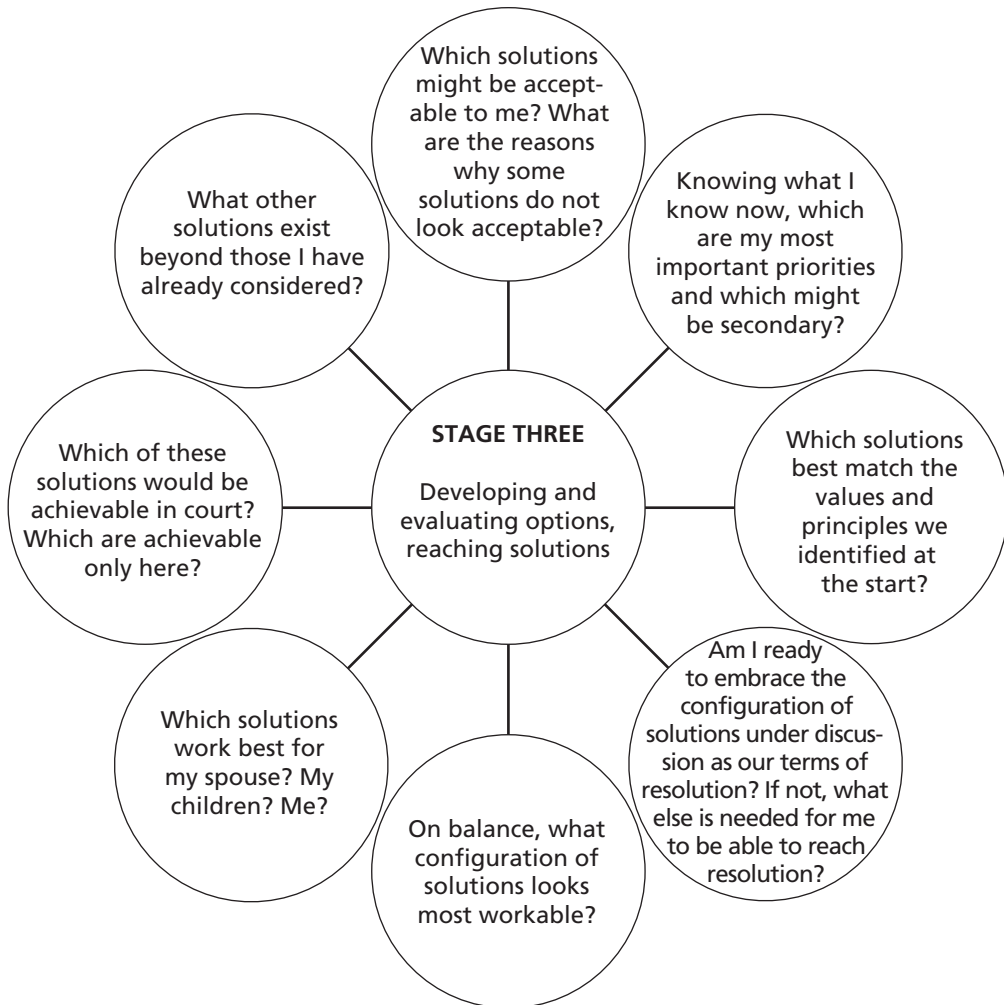 Which solutions
might be accept-
able to me? What
are the reasons
why some
solutions do not
look acceptable?
Knowing what I
know now, which
are my most
important priorities
and which might
be secondary?
Which solutions
best match the
values and
principles we
identified at
the start?
Am I ready
to embrace the
configuration of
solutions under discus-
sion as our terms of
resolution? If not, what
else is needed for me
to be able to reach
resolution?
On balance, what
configuration of
solutions looks
most workable?
Which solutions
work best for
my spouse? My
children? Me?
Which of these
solutions would be
achievable in court?
Which are achievable
only here?
What other
solutions exist
beyond those I have
already considered?
STAGE THREE
Developing and
evaluating options,
reaching solutions